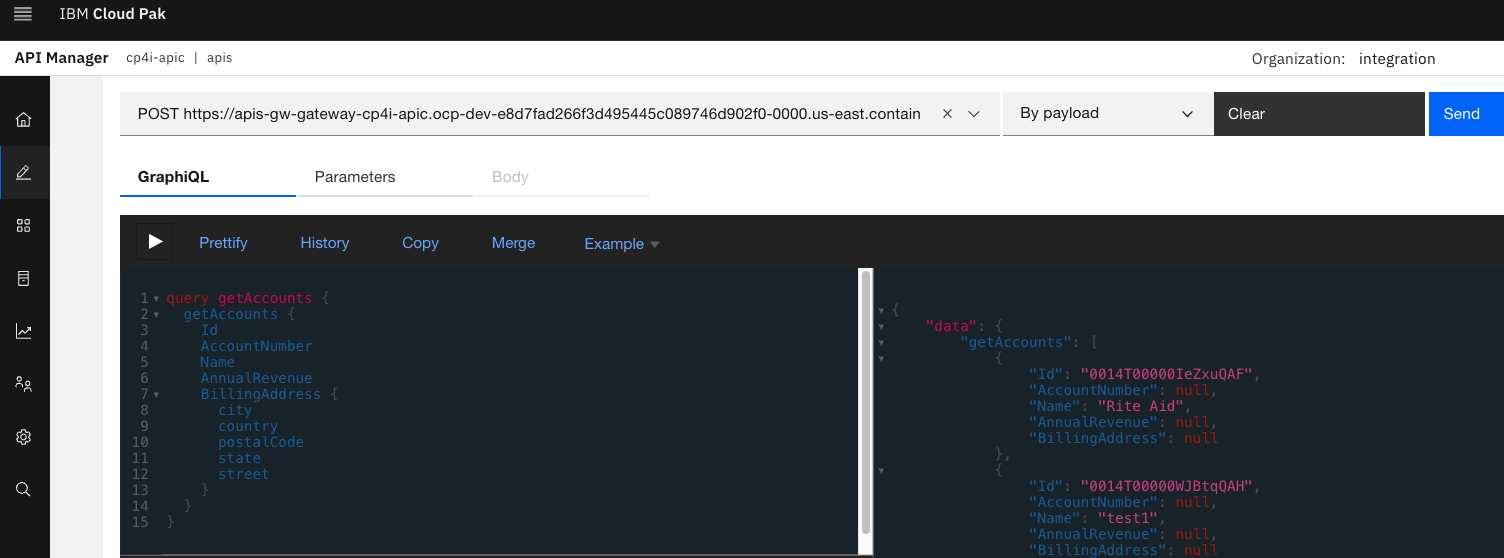 IBM Cloud Pak
API Manager cp4i-apic | apis Organization: integration
POST https://apis-gw-gateway-cp4i-apic.ocp-dev-e8d7fad266f3d495445c089746d902f0-0000.us-east.contain By payload Clear Send
GraphiQL Parameters Body
Prettify History Copy Merge Example
1 query getAccounts {
2 getAccounts {
3 Id
4 AccountNumber
5 Name
6 AnnualRevenue
7 BillingAddress {
8 city
9 country
10 postalCode
11 state
12 street
13 }
14 }
15 }
{
"data": {
"getAccounts": [
{
"Id": "0014T00000IeZxuQAF",
"AccountNumber": null,
"Name": "Rite Aid",
"AnnualRevenue": null,
"BillingAddress": null
},
{
"Id": "0014T00000WJBtqQAH",
"AccountNumber": null,
"Name": "test1",
"AnnualRevenue": null,
"BillingAddress": null